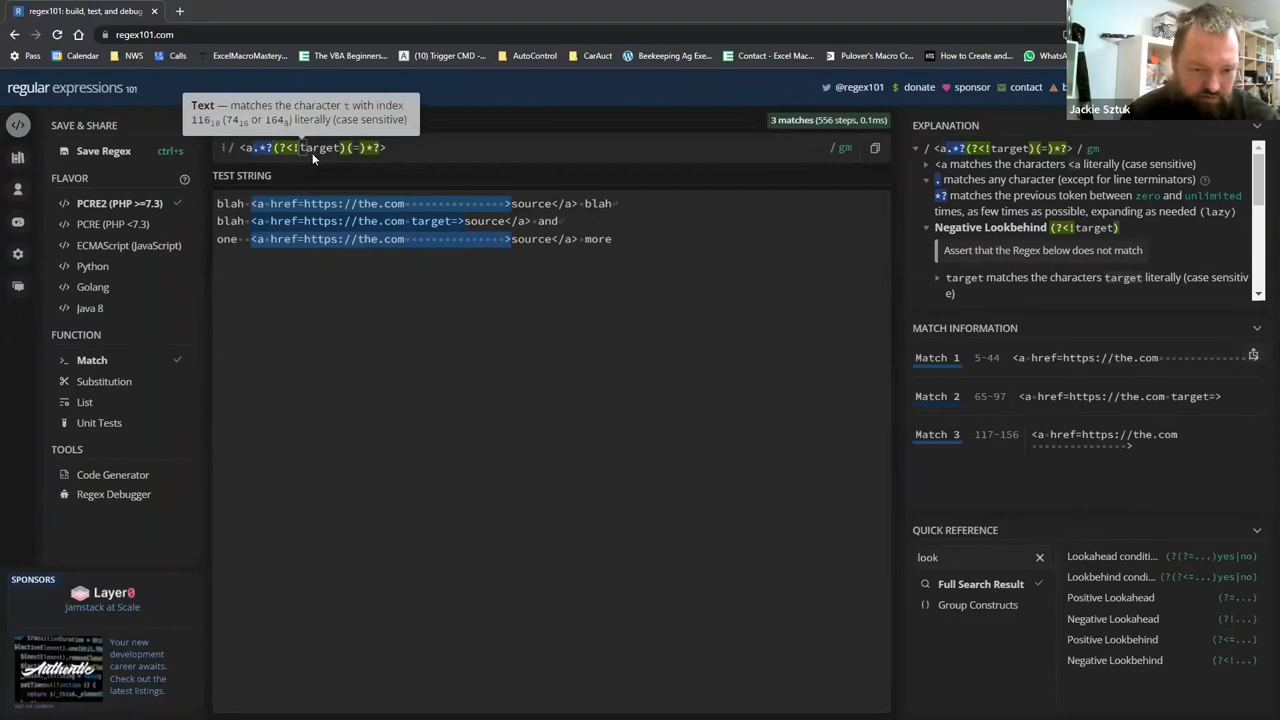 regex101: build, test, and debug
regex101.com
Pass
Calendar
NWS
Calls
ExcelMacroMastery...
The VBA Beginners...
(10) Trigger CMD -...
AutoControl
CarAuct
Beekeeping Ag Exe...
Contact - Excel Mac...
Pulover's Macro Cr...
How to Create and...
WhatsA
Jackie Sztuk
regular expressions 101
@regex101
donate
sponsor
contact
Text — matches the character t with index
116₁₀ (74₁₆ or 164₈) literally (case sensitive)
3 matches (556 steps, 0.1ms)
SAVE & SHARE
Save Regex
ctrl+s
FLAVOR
PCRE2 (PHP >=7.3)
PCRE (PHP <7.3)
ECMAScript (JavaScript)
Python
Golang
Java 8
FUNCTION
Match
Substitution
List
Unit Tests
TOOLS
Code Generator
Regex Debugger
SPONSORS
Layer0
Jamstack at Scale
Authentic
Your new
development
career awaits.
Check out the
latest listings.
/ <a.*?(?<!target)(=)*?>
/ gm
TEST STRING
blah <a·href=https://the.com·················>source</a>·blah
blah <a·href=https://the.com·target=>source</a>·and
one··<a·href=https://the.com·················>source</a>·more
EXPLANATION
/ <a.*?(?<!target)(=)*?> / gm
<a matches the characters <a literally (case sensitive)
. matches any character (except for line terminators)
*? matches the previous token between zero and unlimited
times, as few times as possible, expanding as needed (lazy)
Negative Lookbehind (?<!target)
Assert that the Regex below does not match
target matches the characters target literally (case sensitiv
e)
MATCH INFORMATION
Match 1
5-44
<a·href=https://the.com·················
Match 2
65-97
<a·href=https://the.com·target=>
Match 3
117-156
<a·href=https://the.com
···············>
QUICK REFERENCE
look
Full Search Result
Group Constructs
Lookahead conditi...
(?(?=...)yes|no)
Lookbehind condi...
(?(?<=...)yes|no)
Positive Lookahead
(?=...)
Negative Lookahead
(?!...)
Positive Lookbehind
(?<=...)
Negative Lookbehind
(?<!...)